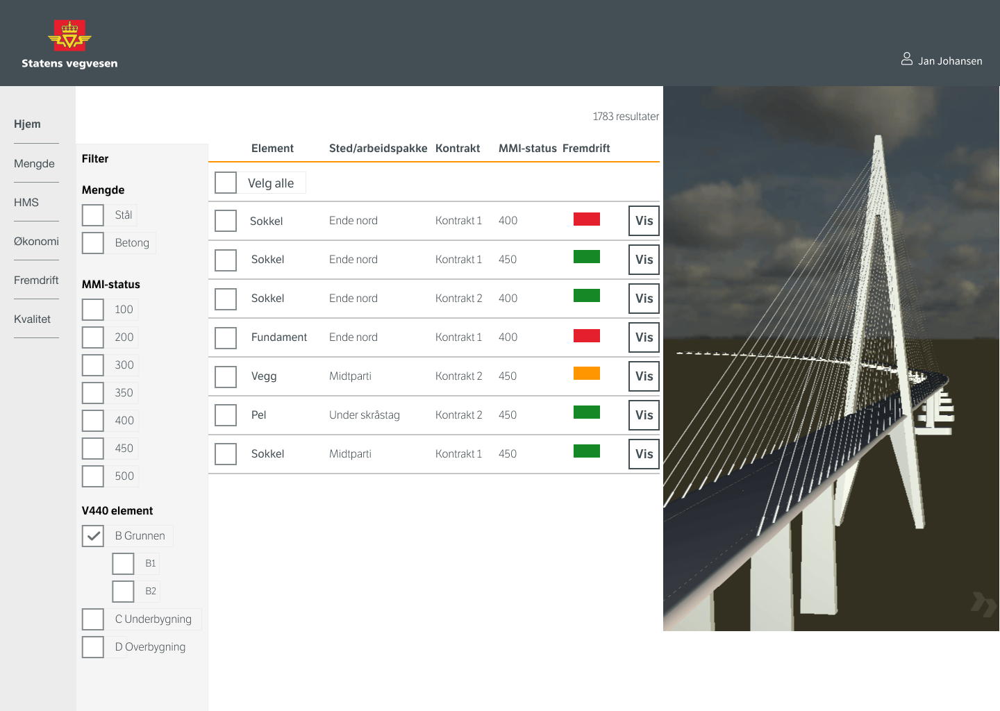 Statens vegvesen
Jan Johansen
Hjem
Mengde
HMS
Økonomi
Fremdrift
Kvalitet
Filter
Mengde
Stål
Betong
MMI-status
100
200
300
350
400
450
500
V440 element
B Grunnen
B1
B2
C Underbygning
D Overbygning
1783 resultater
Element Sted/arbeidspakke Kontrakt MMI-status Fremdrift
Velg alle
Sokkel Ende nord Kontrakt 1 400 Vis
Sokkel Ende nord Kontrakt 1 450 Vis
Sokkel Ende nord Kontrakt 2 400 Vis
Fundament Ende nord Kontrakt 1 400 Vis
Vegg Midtparti Kontrakt 2 450 Vis
Pel Under skråstag Kontrakt 2 450 Vis
Sokkel Midtparti Kontrakt 1 450 Vis